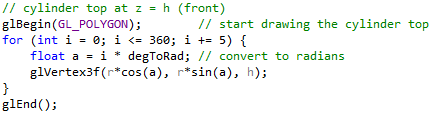 // cylinder top at z = h (front)
glBegin(GL_POLYGON);        // start drawing the cylinder top
for (int i = 0; i <= 360; i += 5) {
    float a = i * degToRad; // convert to radians
    glVertex3f(r*cos(a), r*sin(a), h);
}
glEnd();